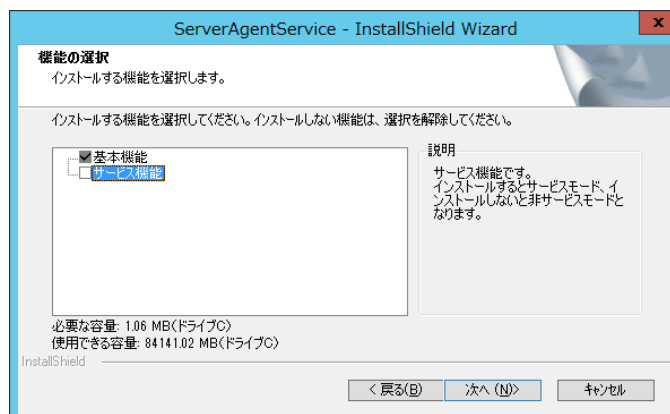 ServerAgentService - InstallShield Wizard
x
機能の選択
インストールする機能を選択します。
インストールする機能を選択してください。インストールしない機能は、選択を解除してください。
基本機能
サービス機能
説明
サービス機能です。
インストールするとサービスモード、イ
ンストールしないと非サービスモードと
なります。
必要な容量: 1.06 MB(ドライブC)
使用できる容量: 84141.02 MB(ドライブC)
InstallShield
< 戻る(B)
次へ (N)>
キャンセル